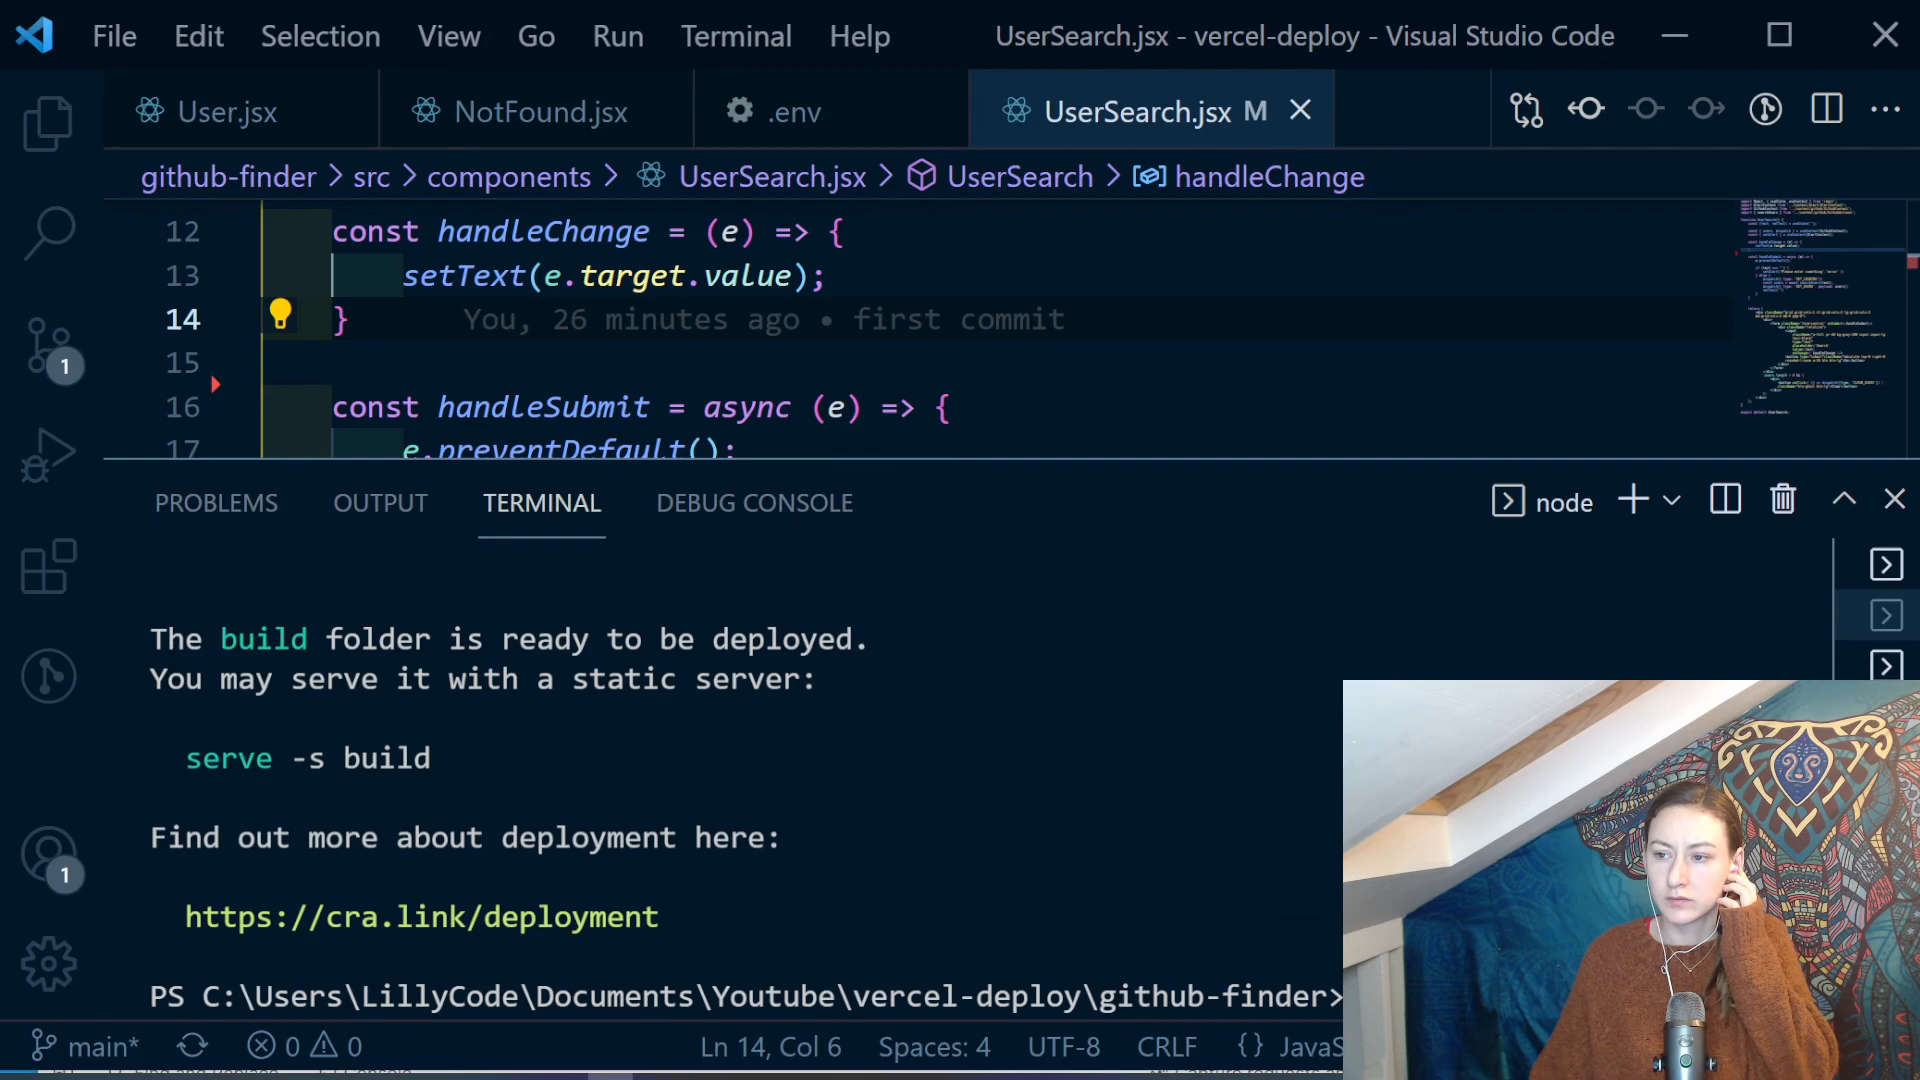 File Edit Selection View Go Run Terminal Help UserSearch.jsx - vercel-deploy - Visual Studio Code
User.jsx NotFound.jsx .env UserSearch.jsx M
github-finder > src > components > UserSearch.jsx > UserSearch > handleChange
12 const handleChange = (e) => {
13 setText(e.target.value);
14 } You, 26 minutes ago • first commit
15
16 const handleSubmit = async (e) => {
17 e.preventDefault();
PROBLEMS OUTPUT TERMINAL DEBUG CONSOLE node
The build folder is ready to be deployed.
You may serve it with a static server:
serve -s build
Find out more about deployment here:
https://cra.link/deployment
PS C:\Users\LillyCode\Documents\Youtube\vercel-deploy\github-finder>
1
1
main* 0 0 Ln 14, Col 6 Spaces: 4 UTF-8 CRLF {} JavaS